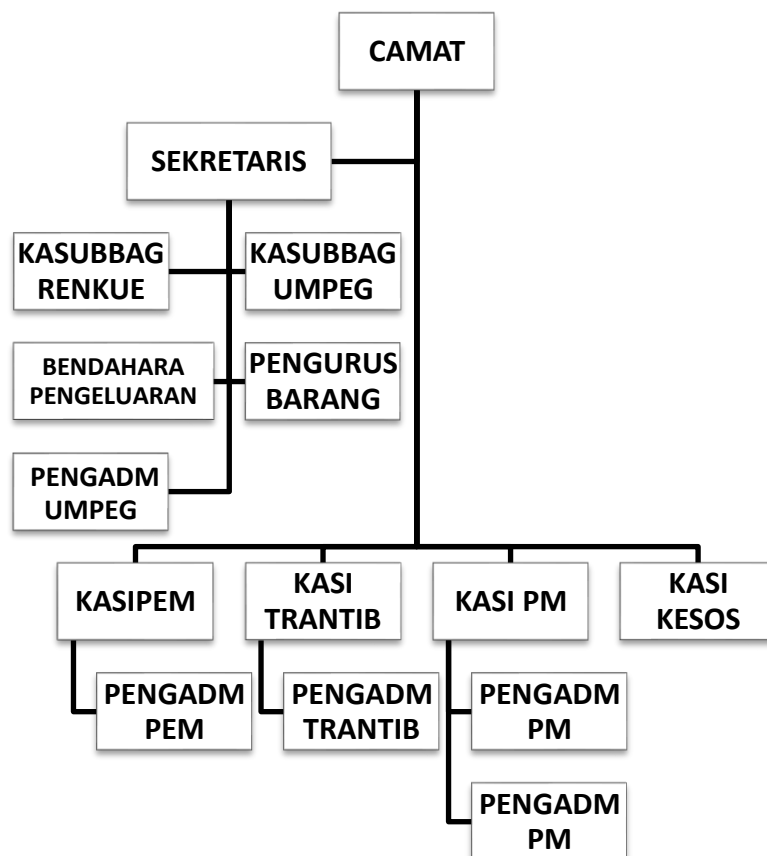 CAMAT
SEKRETARIS
KASUBBAG
RENKUE
KASUBBAG
UMPEG
BENDAHARA
PENGELUARAN
PENGURUS
BARANG
PENGADM
UMPEG
KASIPEM
KASI
TRANTIB
KASI PM
KASI
KESOS
PENGADM
PEM
PENGADM
TRANTIB
PENGADM
PM
PENGADM
PM